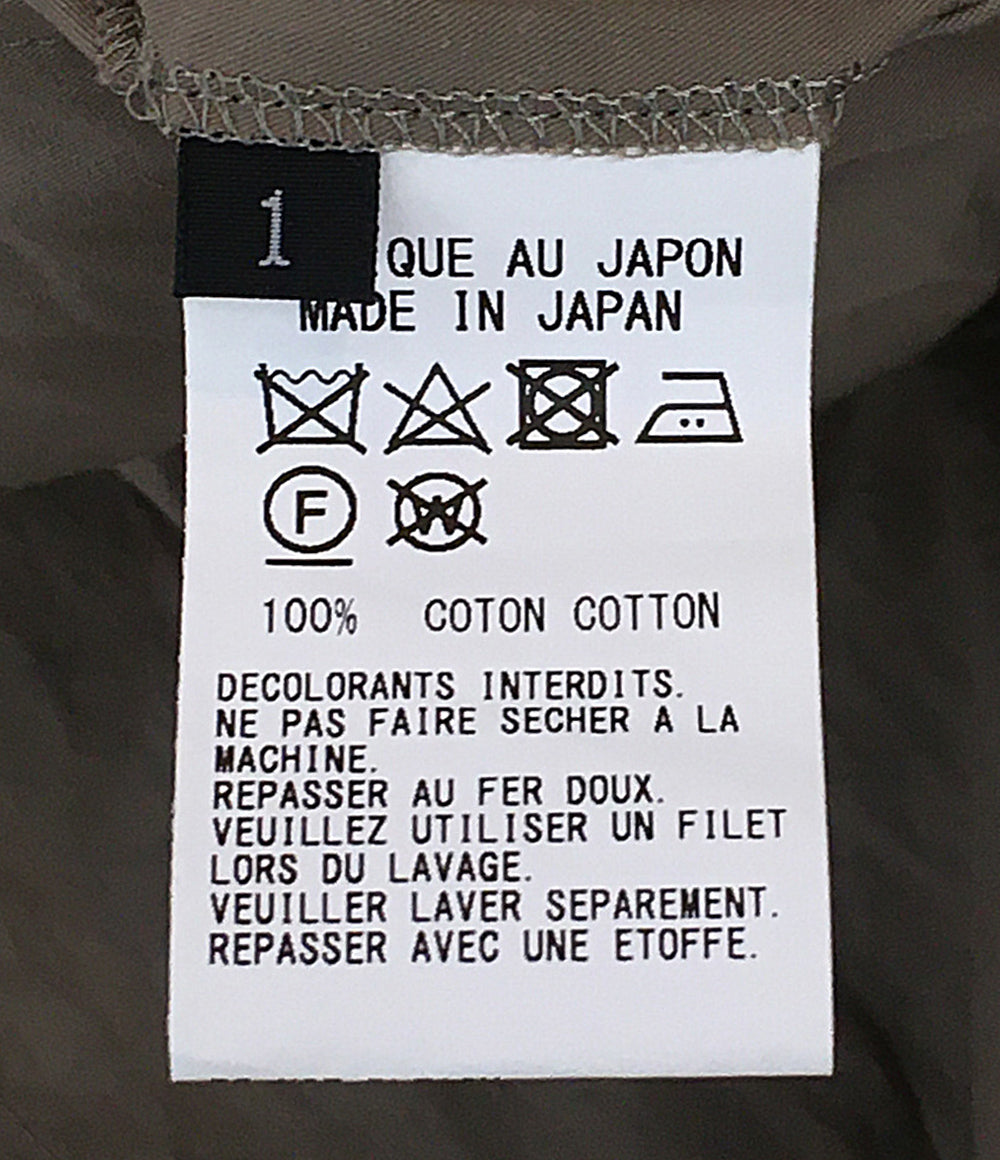 1
QUE AU JAPON
MADE IN JAPAN
F
W
100% COTON COTTON
DECOLORANTS INTERDITS.
NE PAS FAIRE SECHER A LA
MACHINE.
REPASSER AU FER DOUX.
VEUILLEZ UTILISER UN FILET
LORS DU LAVAGE.
VEUILLER LAVER SEPAREMENT.
REPASSER AVEC UNE ETOFFE.